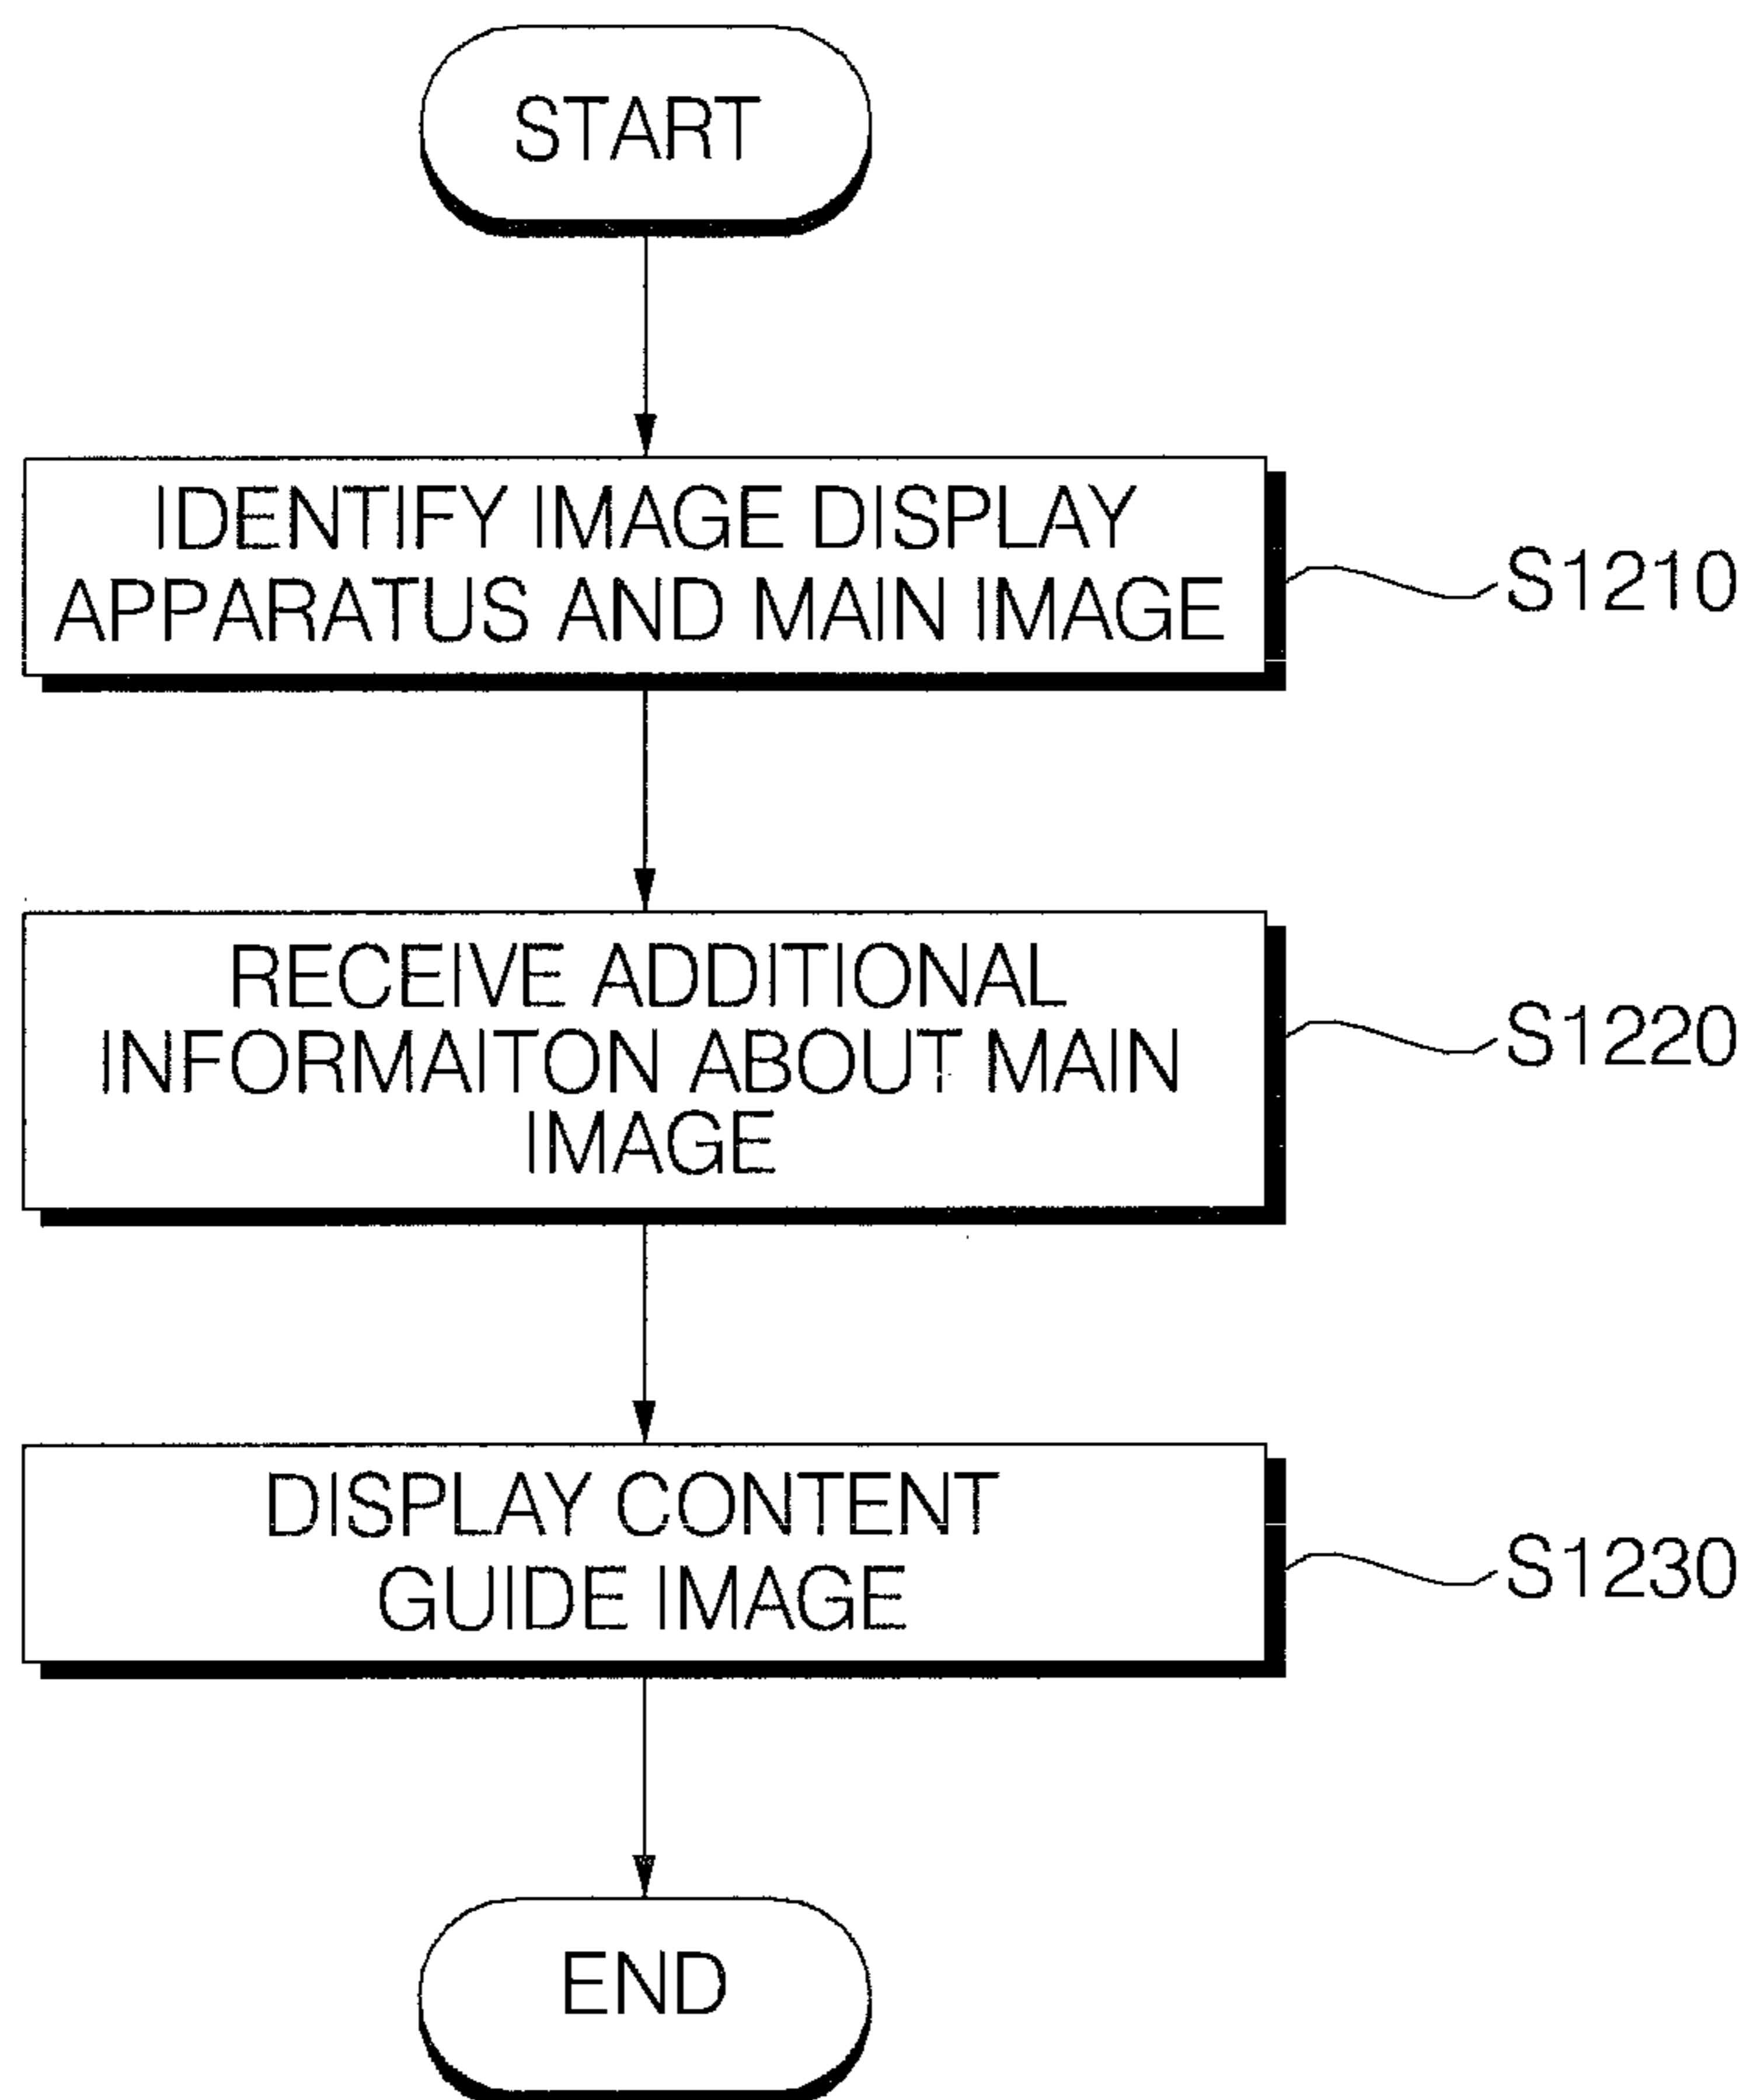 START
IDENTIFY IMAGE DISPLAY
APPARATUS AND MAIN IMAGE
S1210
RECEIVE ADDITIONAL
INFORMAITON ABOUT MAIN
IMAGE
S1220
DISPLAY CONTENT
GUIDE IMAGE
S1230
END